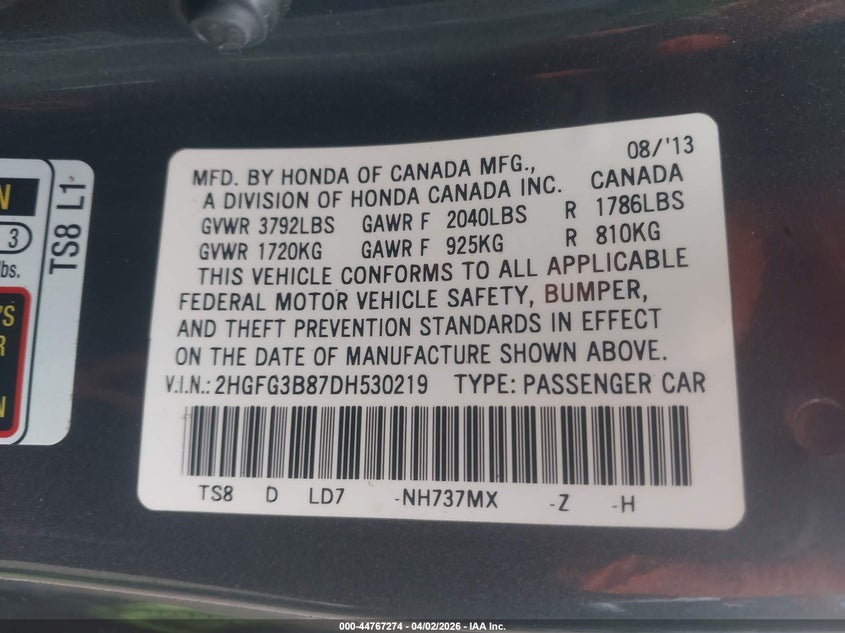 08/'13
MFD. BY HONDA OF CANADA MFG.,
A DIVISION OF HONDA CANADA INC. CANADA
GVWR 3792LBS GAWR F 2040LBS R 1786LBS
GVWR 1720KG GAWR F 925KG R 810KG
THIS VEHICLE CONFORMS TO ALL APPLICABLE
FEDERAL MOTOR VEHICLE SAFETY, BUMPER,
AND THEFT PREVENTION STANDARDS IN EFFECT
ON THE DATE OF MANUFACTURE SHOWN ABOVE.
V.I.N.: 2HGFG3B87DH530219 TYPE: PASSENGER CAR
TS8 D LD7 -NH737MX -Z -H
TS8 L1
N
3
lbs.
'S
R
N
000-44767274 - 04/02/2026 - IAA Inc.